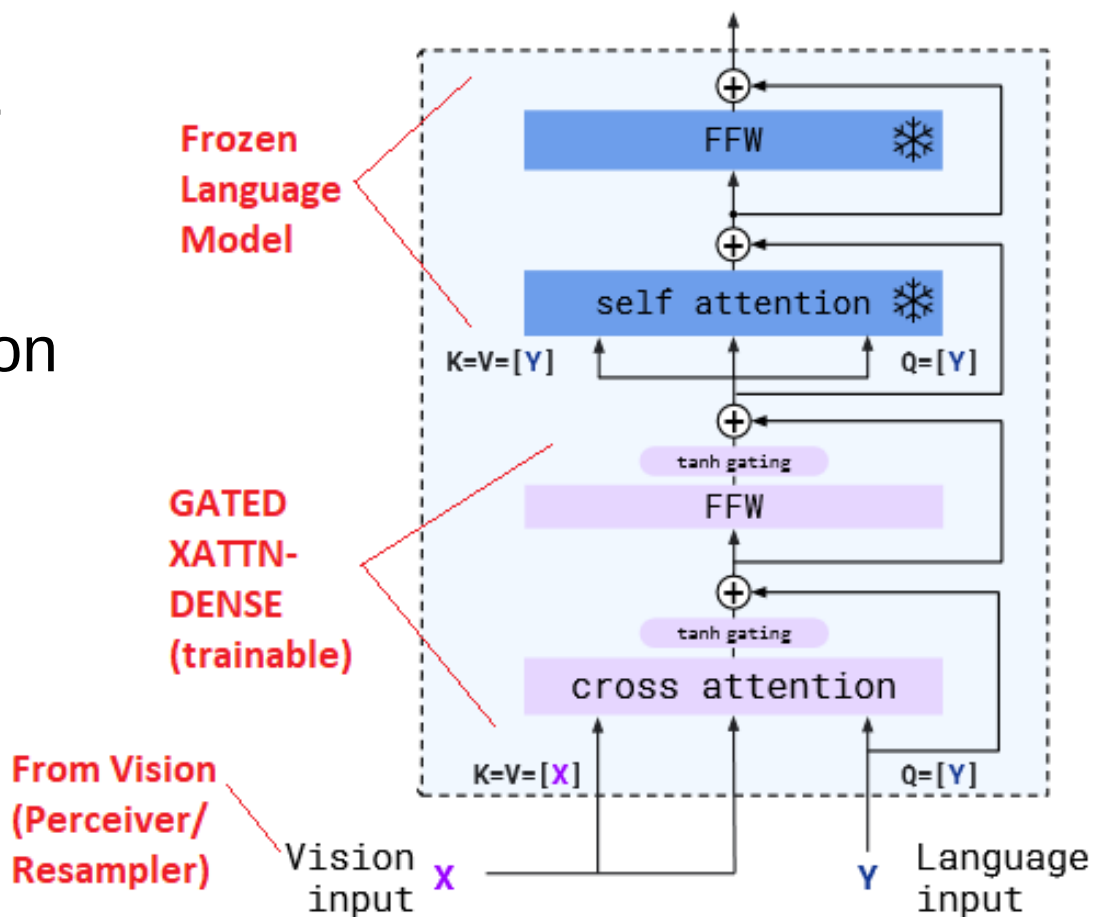 FFW
Frozen
Language
Model
self attention
on
K=V=[Y]
Q=[Y]
tanh gating
FFW
GATED
XATTN-
DENSE
(trainable)
tanh gating
cross attention
K=V=[X]
Q=[Y]
From Vision
(Perceiver/
Resampler)
Vision
input
X
Y
Language
input